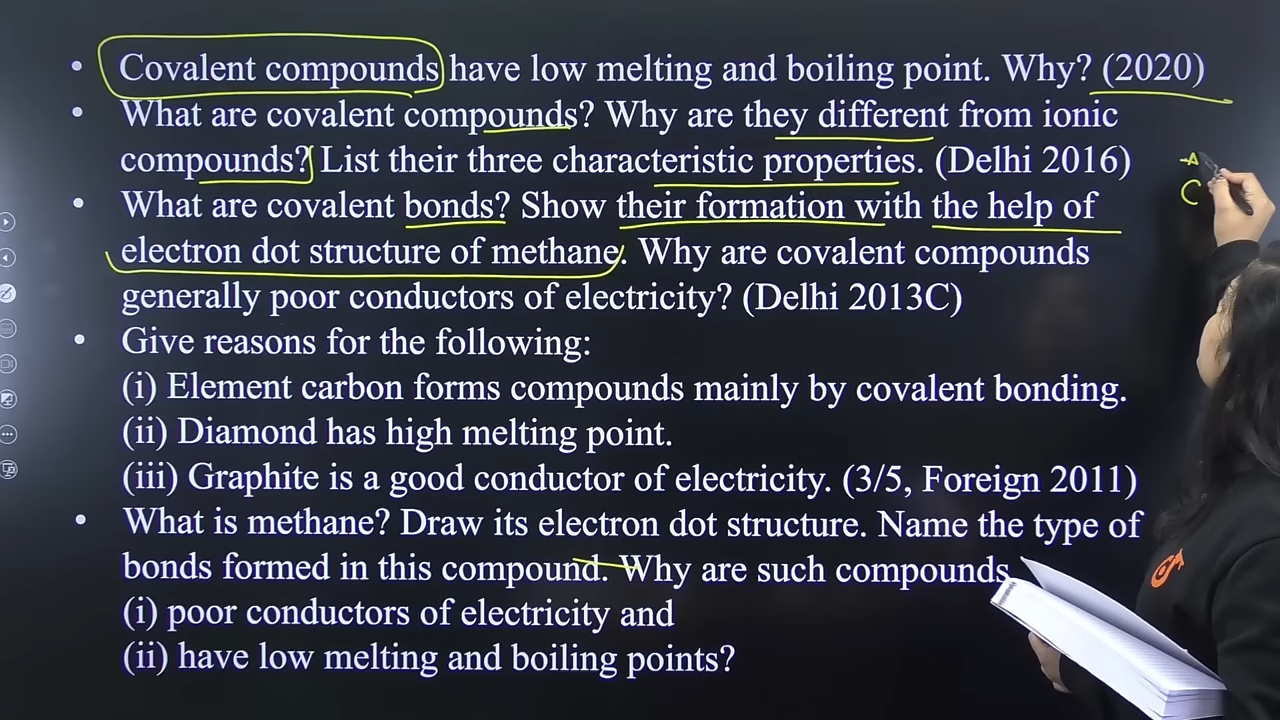 • Covalent compounds have low melting and boiling point. Why? (2020)
• What are covalent compounds? Why are they different from ionic
compounds? List their three characteristic properties. (Delhi 2016)
• What are covalent bonds? Show their formation with the help of
electron dot structure of methane. Why are covalent compounds
generally poor conductors of electricity? (Delhi 2013C)
• Give reasons for the following:
(i) Element carbon forms compounds mainly by covalent bonding.
(ii) Diamond has high melting point.
(iii) Graphite is a good conductor of electricity. (3/5, Foreign 2011)
• What is methane? Draw its electron dot structure. Name the type of
bonds formed in this compound. Why are such compounds
(i) poor conductors of electricity and
(ii) have low melting and boiling points?
C